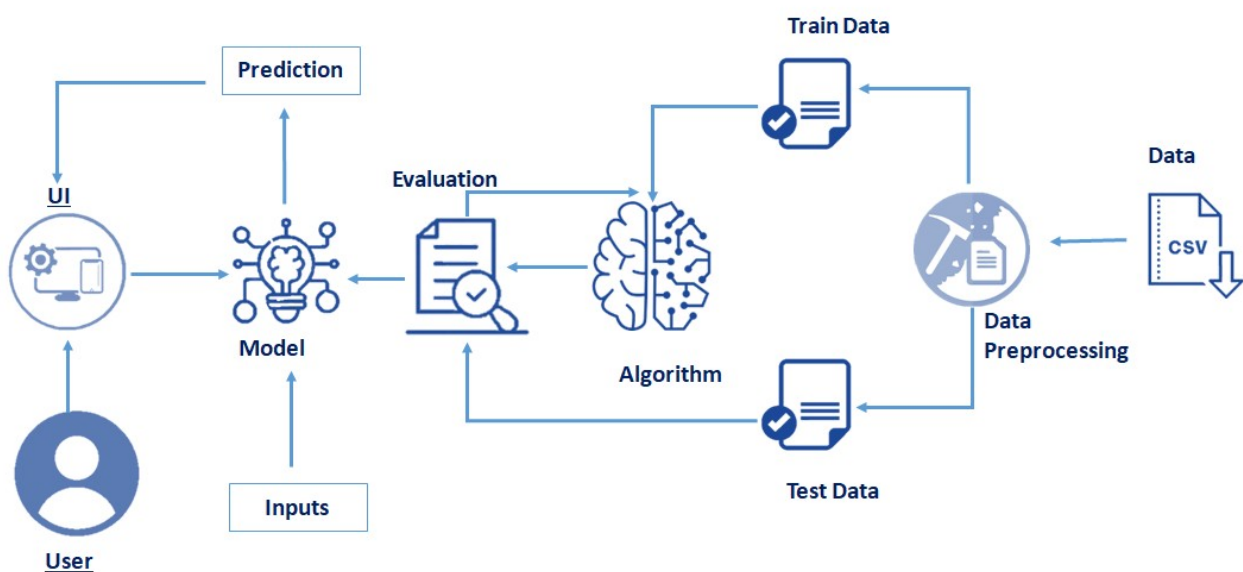 Train Data
Prediction
Data
Evaluation
UI
CSV
Data
Preprocessing
Model
Algorithm
Inputs
Test Data
User